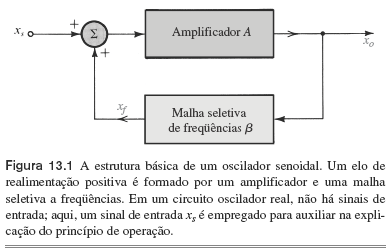 xs
+
Σ
+
Amplificador A
xo
xf
Malha seletiva
de freqüências β
Figura 13.1 A estrutura básica de um oscilador senoidal. Um elo de
realimentação positiva é formado por um amplificador e uma malha
seletiva a freqüências. Em um circuito oscilador real, não há sinais de
entrada; aqui, um sinal de entrada xs é empregado para auxiliar na expli-
cação do princípio de operação.